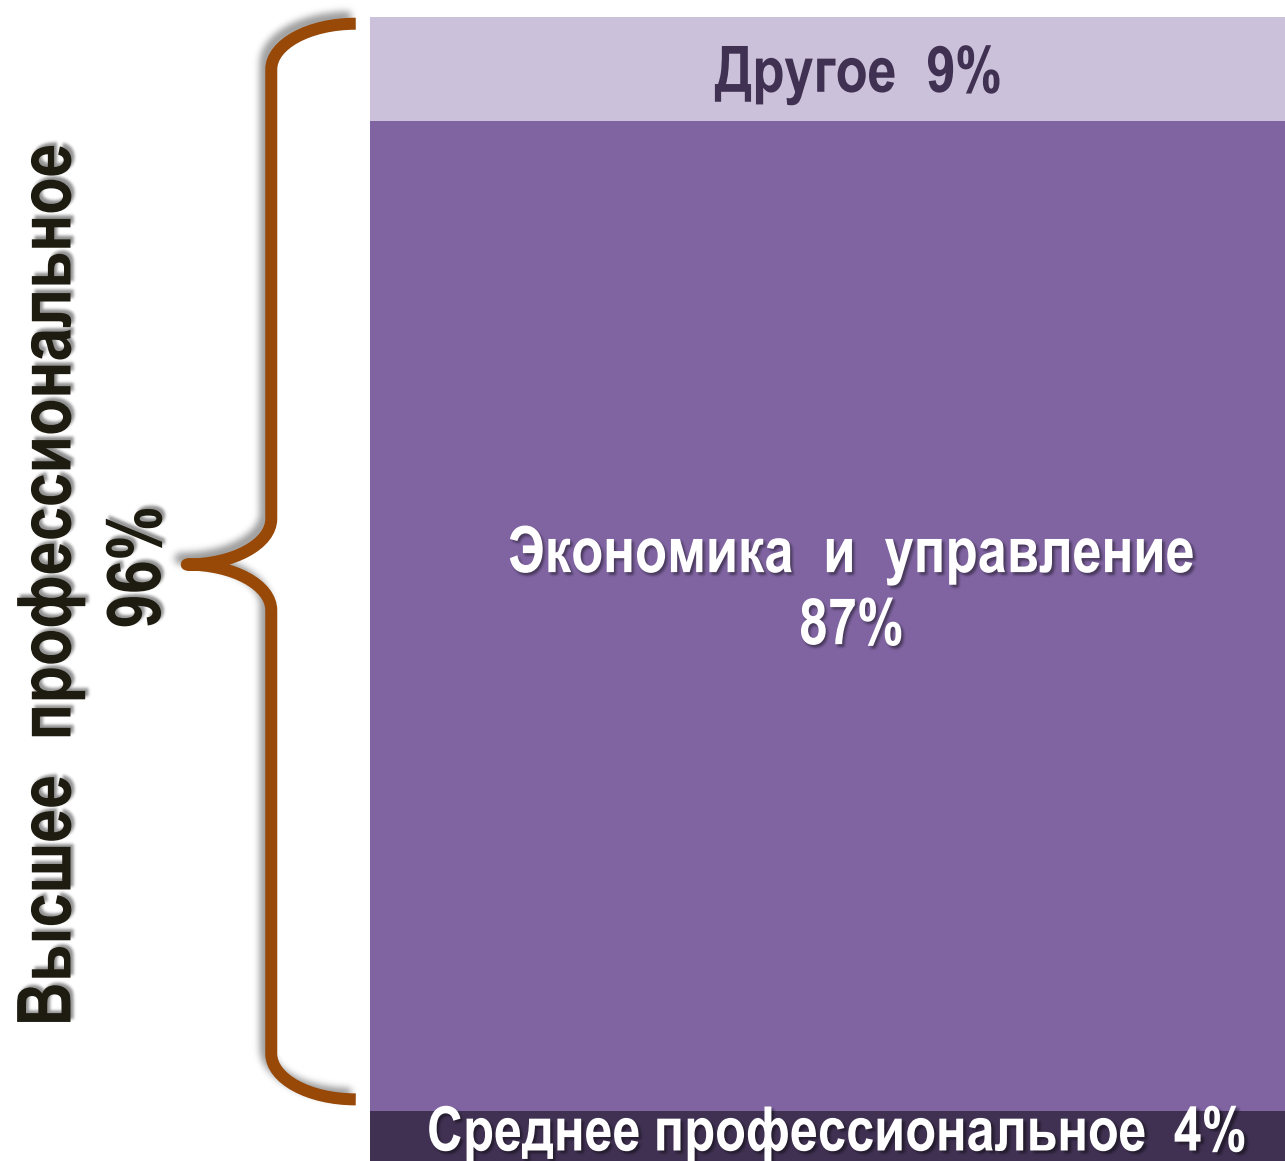 Высшее профессиональное
96%
Другое 9%
Экономика и управление
87%
Среднее профессиональное 4%